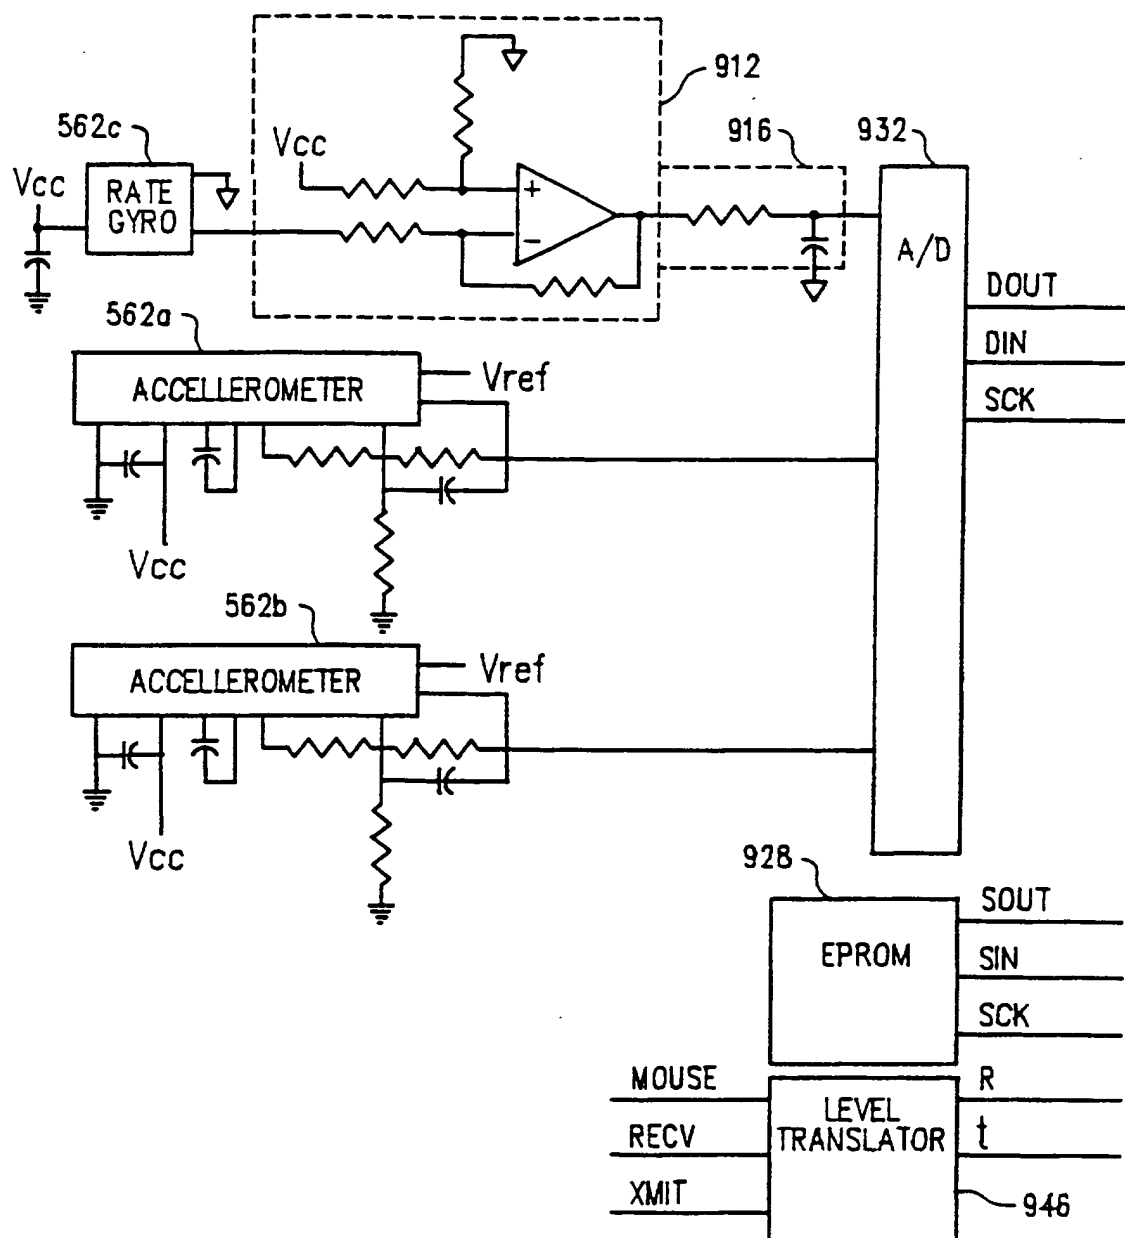 912
562c
916
932
Vcc
Vcc
RATE
GYRO
+
−
A/D
DOUT
DIN
SCK
562a
ACCELLEROMETER
Vref
Vcc
562b
ACCELLEROMETER
Vref
Vcc
928
EPROM
SOUT
SIN
SCK
MOUSE
RECV
XMIT
LEVEL
TRANSLATOR
R
t
946